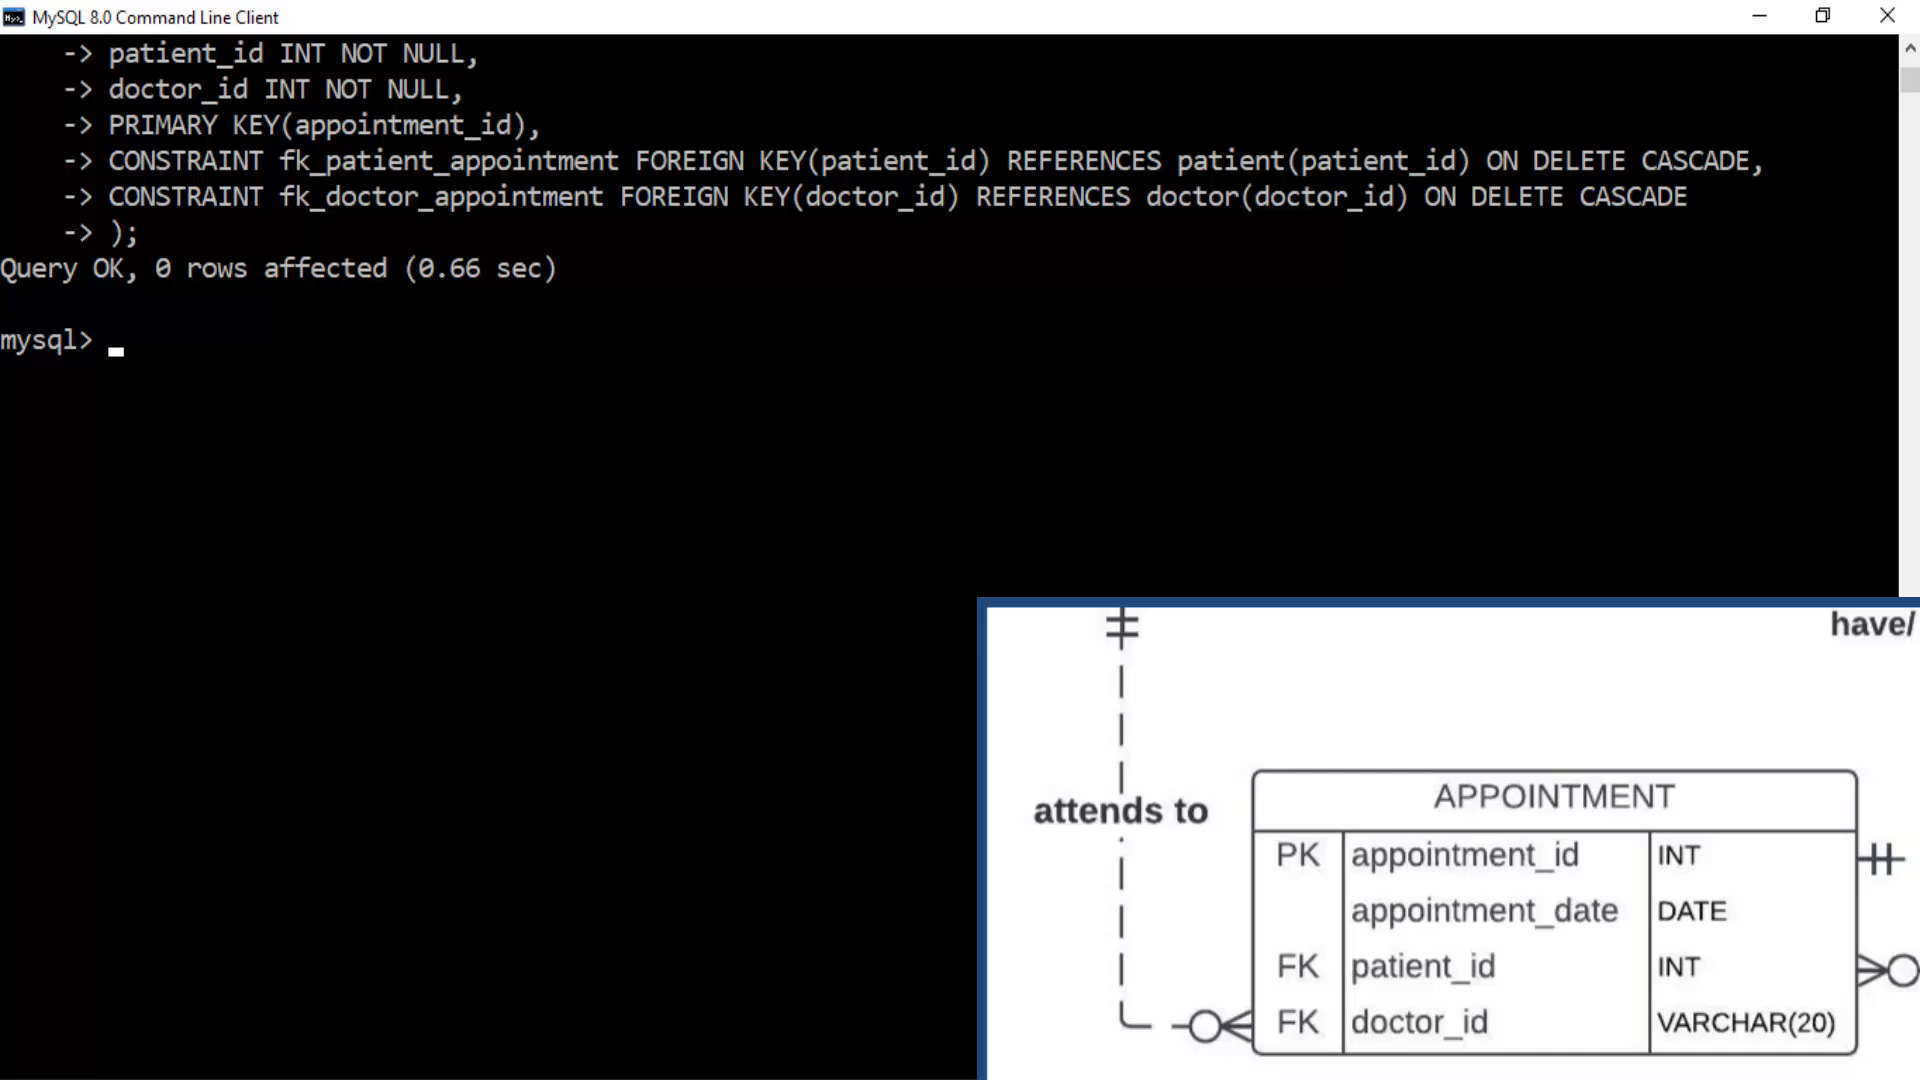 MySQL 8.0 Command Line Client
-> patient_id INT NOT NULL,
-> doctor_id INT NOT NULL,
-> PRIMARY KEY(appointment_id),
-> CONSTRAINT fk_patient_appointment FOREIGN KEY(patient_id) REFERENCES patient(patient_id) ON DELETE CASCADE,
-> CONSTRAINT fk_doctor_appointment FOREIGN KEY(doctor_id) REFERENCES doctor(doctor_id) ON DELETE CASCADE
-> );
Query OK, 0 rows affected (0.66 sec)
mysql>
have/
attends to
APPOINTMENT
PK appointment_id INT
appointment_date DATE
FK patient_id INT
FK doctor_id VARCHAR(20)